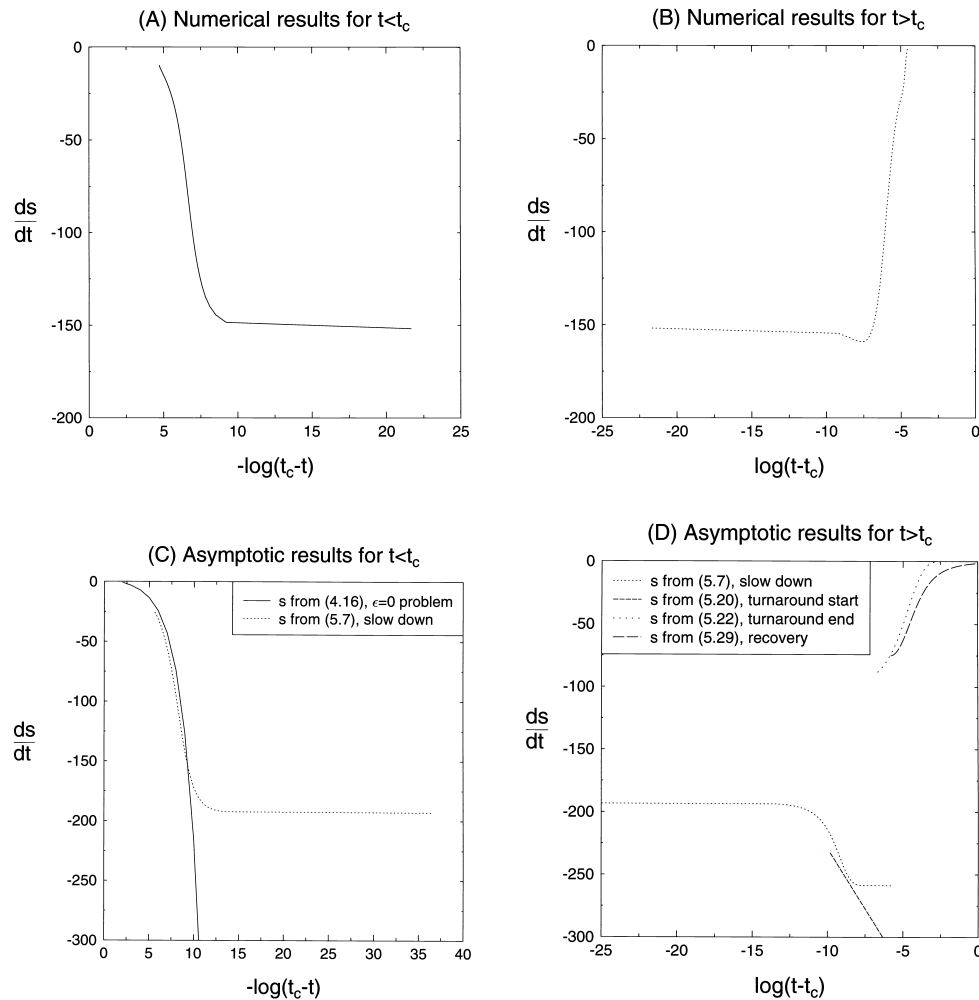 (A) Numerical results for t<t_c
0
-50
-100
-150
-200
ds
dt
0 5 10 15 20 25
-log(t_c-t)
(B) Numerical results for t>t_c
0
-50
-100
-150
-200
ds
dt
-25 -20 -15 -10 -5 0
log(t-t_c)
(C) Asymptotic results for t<t_c
s from (4.16), ϵ=0 problem
s from (5.7), slow down
0
-50
-100
-150
-200
-250
-300
ds
dt
0 5 10 15 20 25 30 35 40
-log(t_c-t)
(D) Asymptotic results for t>t_c
s from (5.7), slow down
s from (5.20), turnaround start
s from (5.22), turnaround end
s from (5.29), recovery
0
-50
-100
-150
-200
-250
-300
ds
dt
-25 -20 -15 -10 -5 0
log(t-t_c)